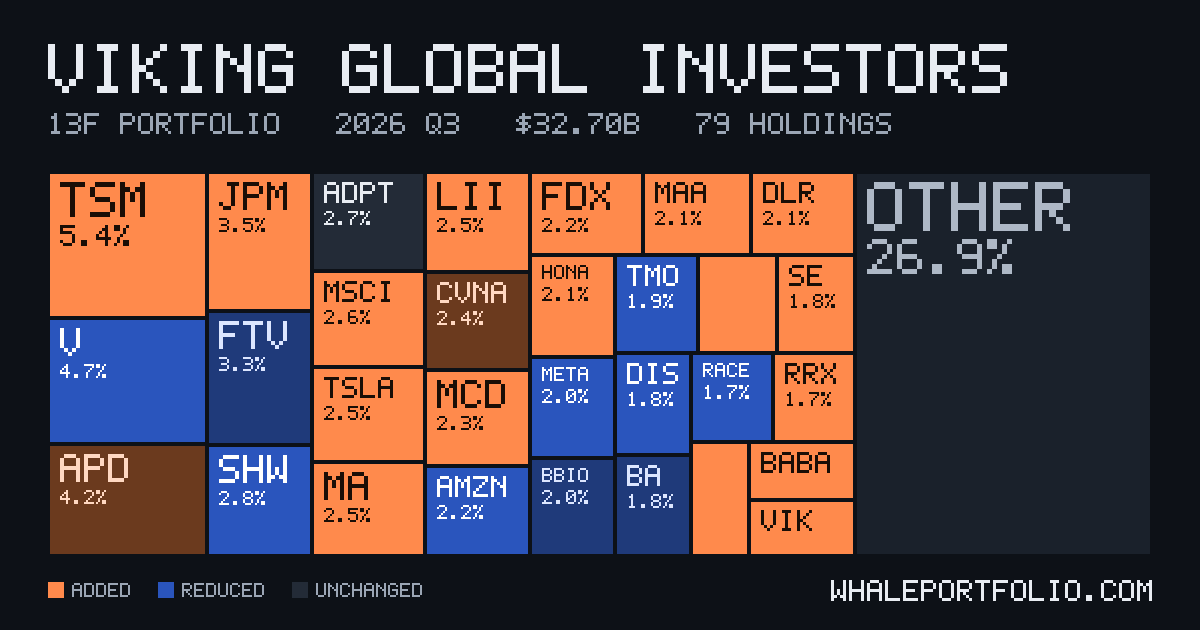 VIKING GLOBAL INVESTORS
13F PORTFOLIO 2026 Q3 $32.70B 79 HOLDINGS
TSM
5.4%
V
4.7%
APD
4.2%
JPM
3.5%
FTV
3.3%
SHW
2.8%
ADPT
2.7%
MSCI
2.6%
TSLA
2.5%
MA
2.5%
LII
2.5%
CVNA
2.4%
MCD
2.3%
AMZN
2.2%
FDX
2.2%
MAA
2.1%
DLR
2.1%
HONA
2.1%
META
2.0%
BBIO
2.0%
TMO
1.9%
SE
1.8%
DIS
1.8%
BA
1.8%
RACE
1.7%
RRX
1.7%
BABA
VIK
OTHER
26.9%
ADDED REDUCED UNCHANGED
WHALEPORTFOLIO.COM